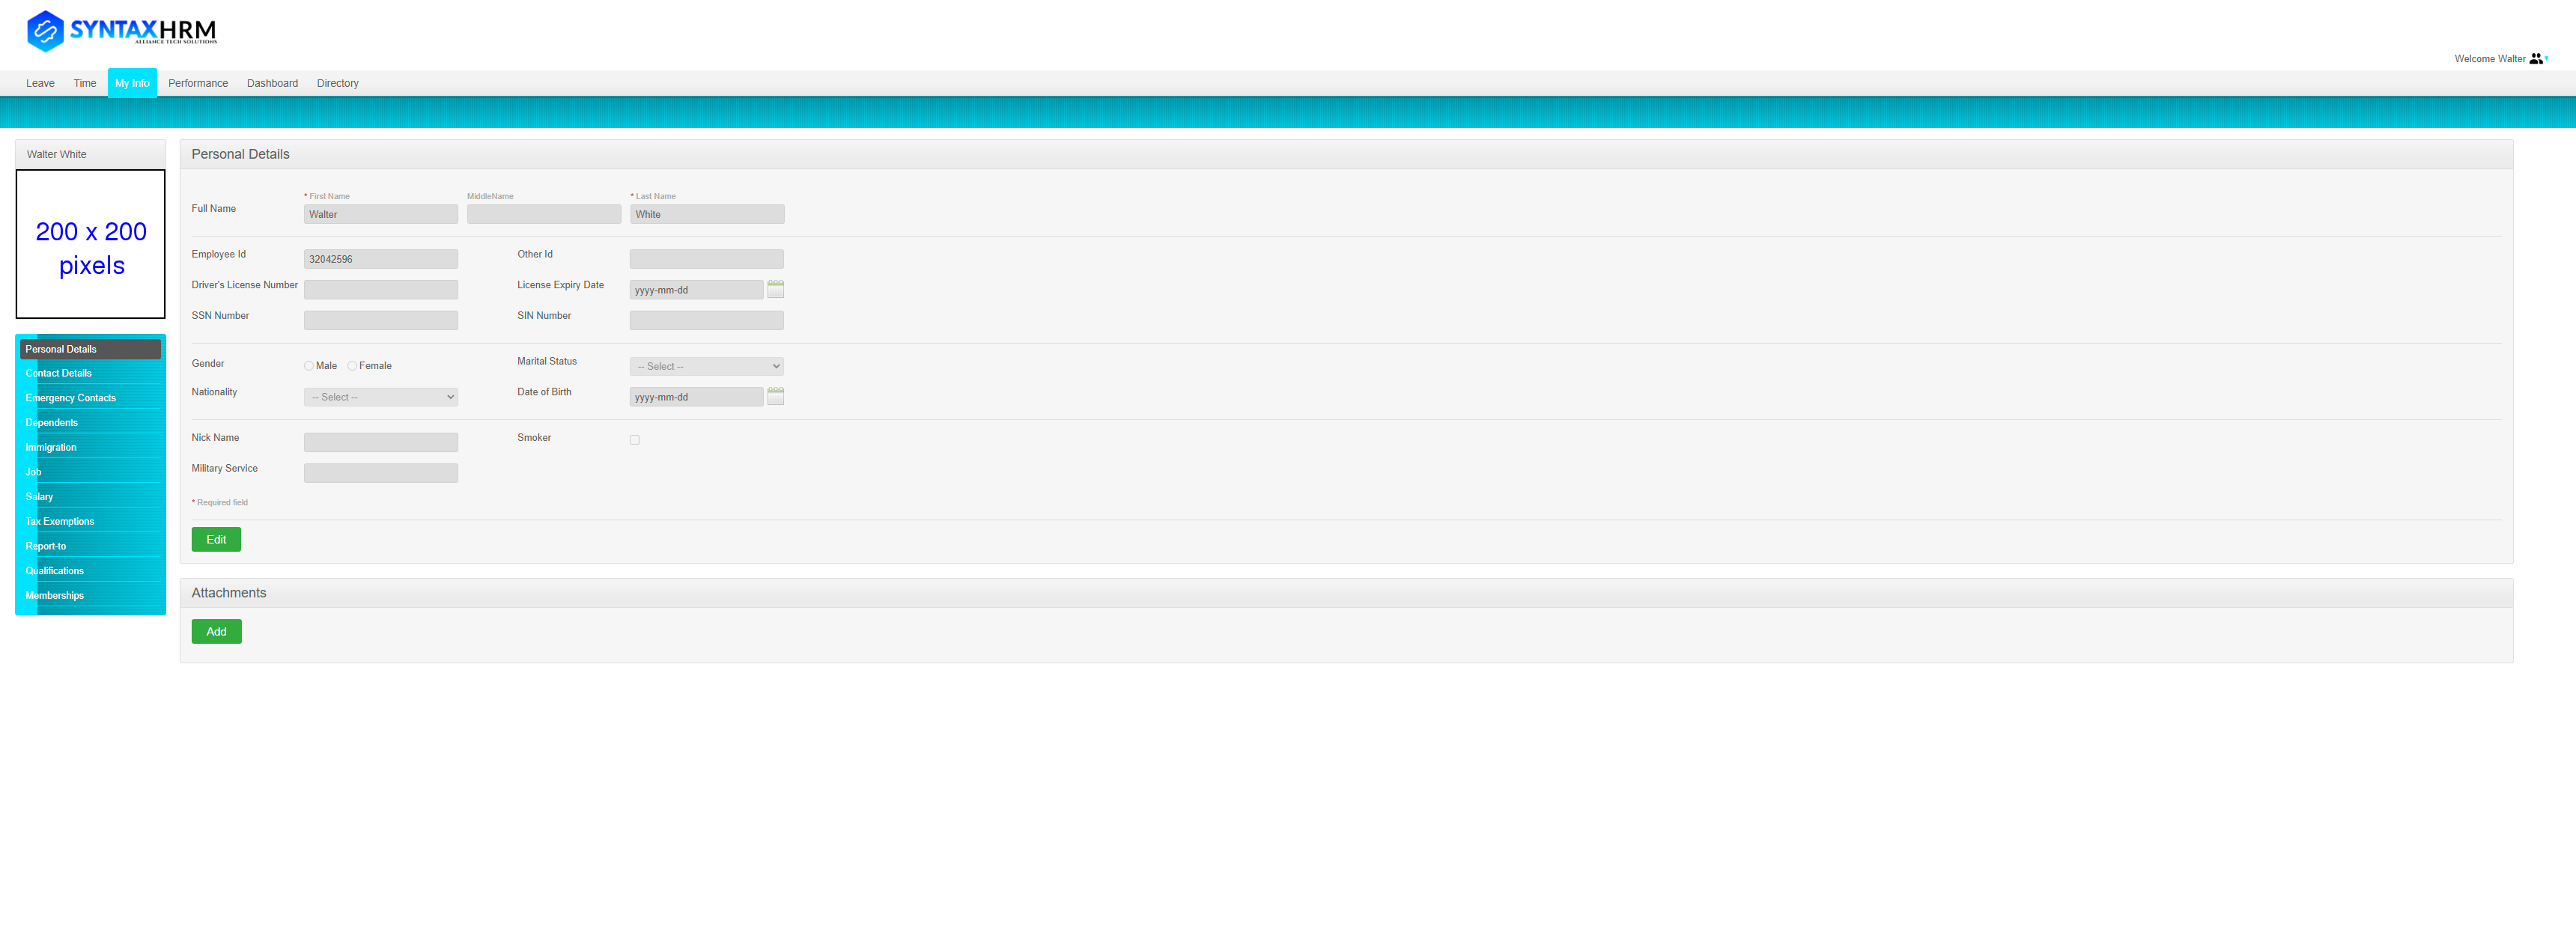 SYNTAXHRM
ALLIANCE TECH SOLUTIONS
Welcome Walter
Leave Time My Info Performance Dashboard Directory
Walter White
200 x 200
pixels
Personal Details
Contact Details
Emergency Contacts
Dependents
Immigration
Job
Salary
Tax Exemptions
Report-to
Qualifications
Memberships
Personal Details
* First Name MiddleName * Last Name
Full Name Walter White
Employee Id 32042596 Other Id
Driver's License Number License Expiry Date yyyy-mm-dd
SSN Number SIN Number
Gender Male Female Marital Status -- Select --
Nationality -- Select -- Date of Birth yyyy-mm-dd
Nick Name Smoker
Military Service
* Required field
Edit
Attachments
Add